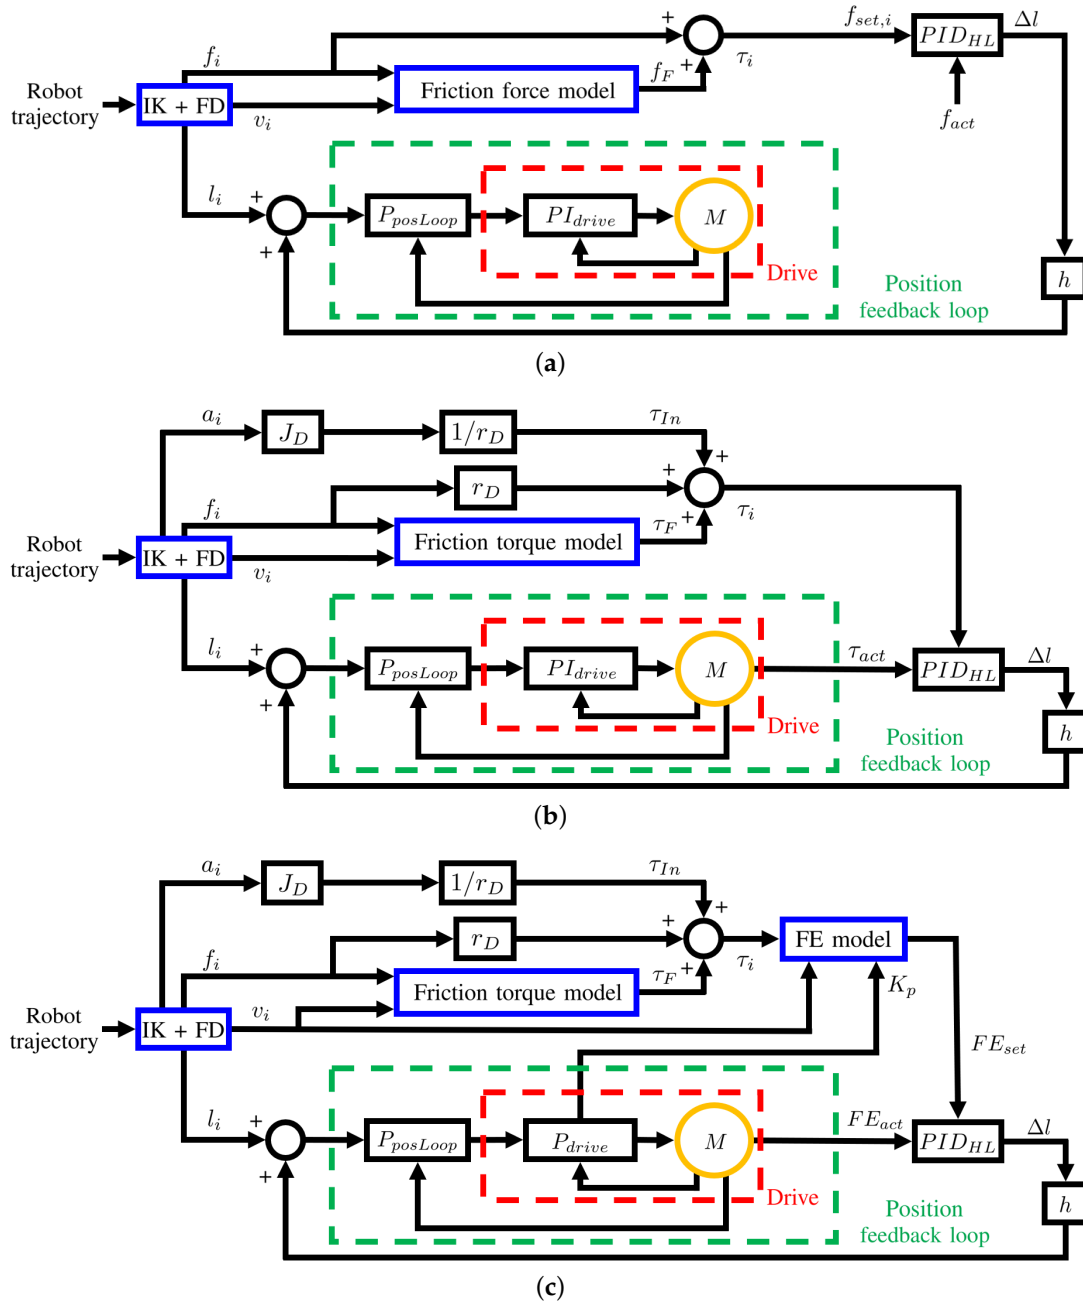 f_{set,i}
Δl
PID_{HL}
f_i
τ_i
f_F
Robot
trajectory
IK + FD
Friction force model
v_i
f_{act}
l_i
+
+
+
+
P_{posLoop}
PI_{drive}
M
Drive
Position
feedback loop
h
(a)
a_i
J_D
1/r_D
τ_{In}
+
+
r_D
f_i
τ_F
+
τ_i
Robot
trajectory
IK + FD
Friction torque model
v_i
l_i
+
+
P_{posLoop}
PI_{drive}
M
τ_{act}
PID_{HL}
Δl
Drive
Position
feedback loop
h
(b)
a_i
J_D
1/r_D
τ_{In}
+
+
r_D
FE model
f_i
τ_F
+
τ_i
K_p
Robot
trajectory
IK + FD
Friction torque model
v_i
FE_{set}
l_i
+
+
P_{posLoop}
P_{drive}
M
FE_{act}
PID_{HL}
Δl
Drive
Position
feedback loop
h
(c)